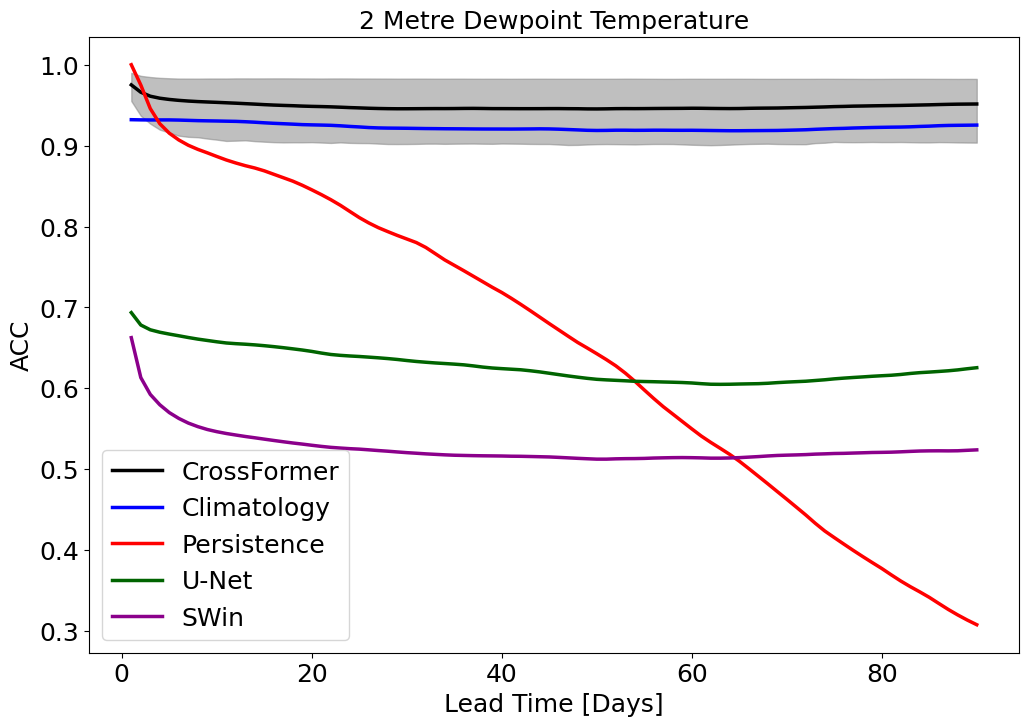 2 Metre Dewpoint Temperature
ACC
1.0
0.9
0.8
0.7
0.6
0.5
0.4
0.3
CrossFormer
Climatology
Persistence
U-Net
SWin
0 20 40 60 80
Lead Time [Days]